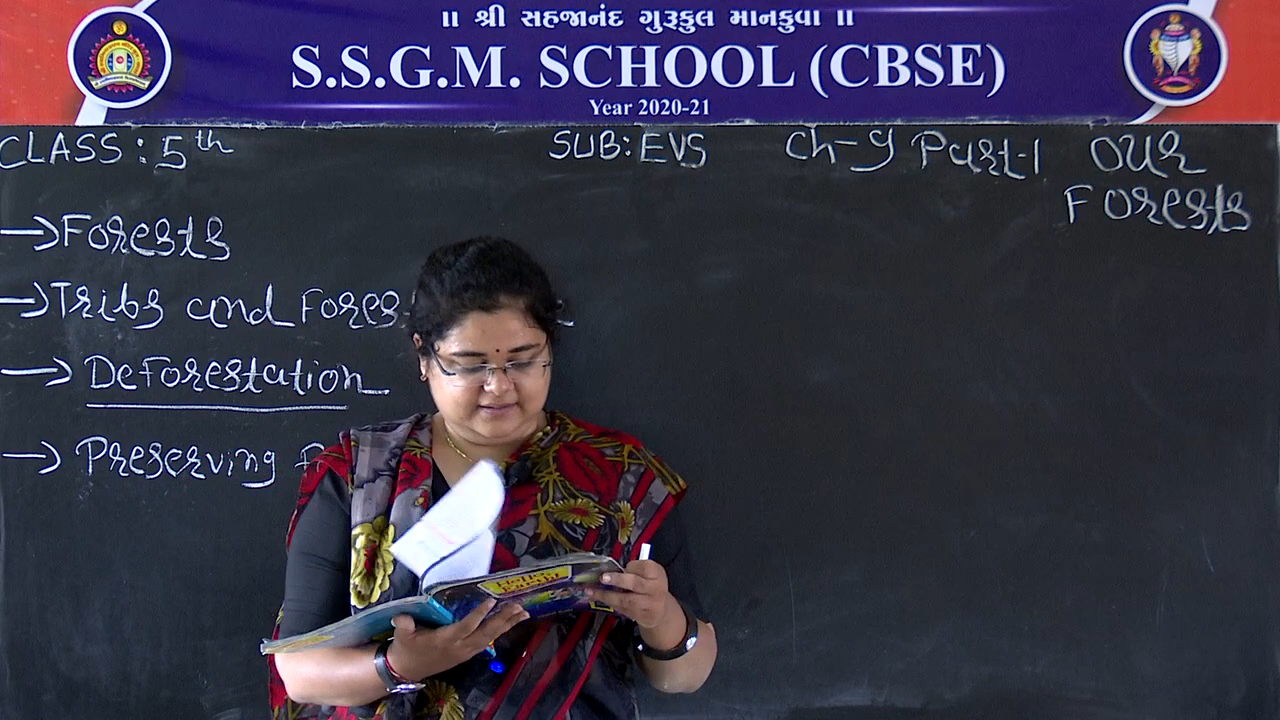 ॥ શ્રી સહજાનંદ ગુરૂકુલ માનકુવા ॥
S.S.G.M. SCHOOL (CBSE)
Year 2020-21
CLASS: 5th SUB: EVS Ch-9 Part-1 OUR
FORESTS
→ Forests
→ Tribs and Fores
→ Deforestation
→ Preserving